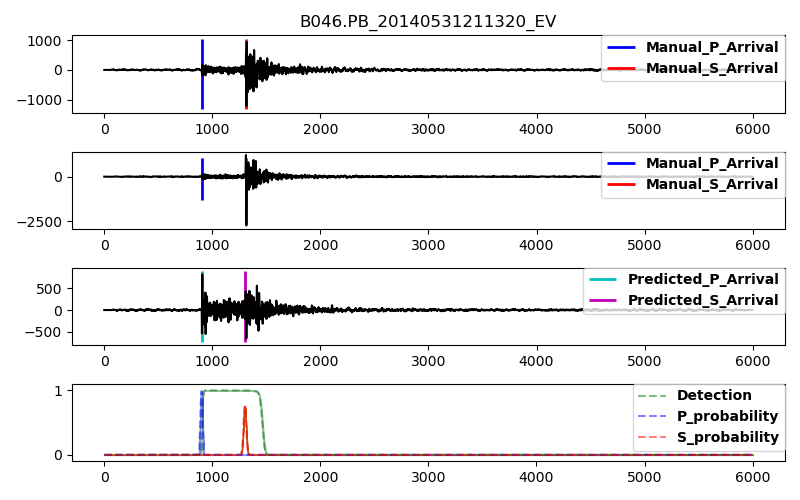 B046.PB_20140531211320_EV
1000
0
−1000
Manual_P_Arrival
Manual_S_Arrival
0 1000 2000 3000 4000 5000 6000
0
−2500
Manual_P_Arrival
Manual_S_Arrival
0 1000 2000 3000 4000 5000 6000
500
0
−500
Predicted_P_Arrival
Predicted_S_Arrival
0 1000 2000 3000 4000 5000 6000
1
0
Detection
P_probability
S_probability
0 1000 2000 3000 4000 5000 6000